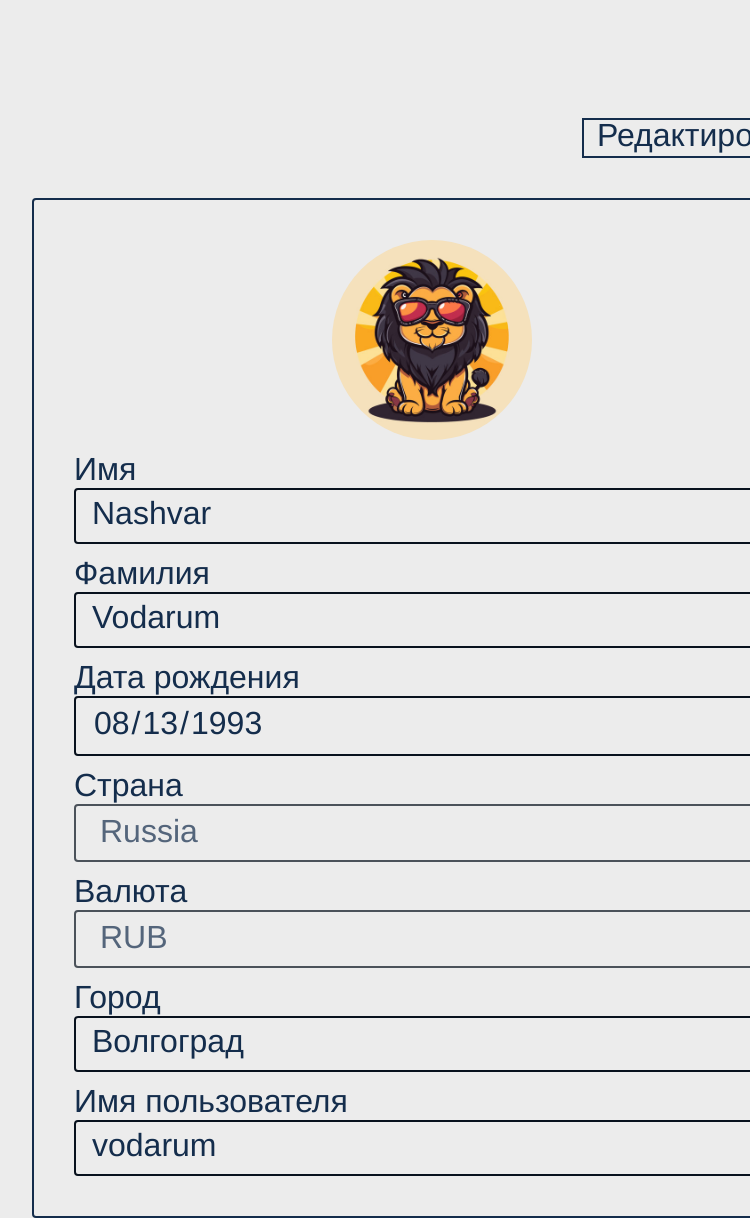 Редактиро
Имя
Nashvar
Фамилия
Vodarum
Дата рождения
08/13/1993
Страна
Russia
Валюта
RUB
Город
Волгоград
Имя пользователя
vodarum